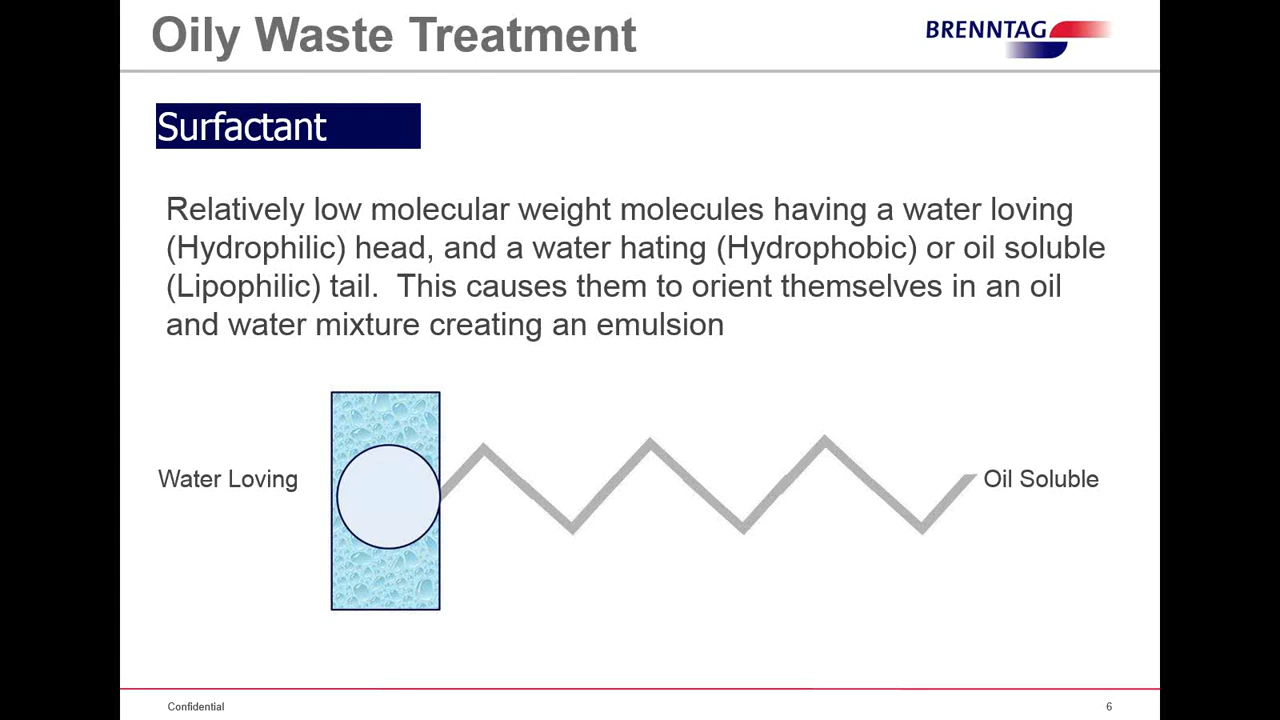 Oily Waste Treatment
BRENNTAG
Surfactant
Relatively low molecular weight molecules having a water loving
(Hydrophilic) head, and a water hating (Hydrophobic) or oil soluble
(Lipophilic) tail.  This causes them to orient themselves in an oil
and water mixture creating an emulsion
Water Loving
Oil Soluble
Confidential
6